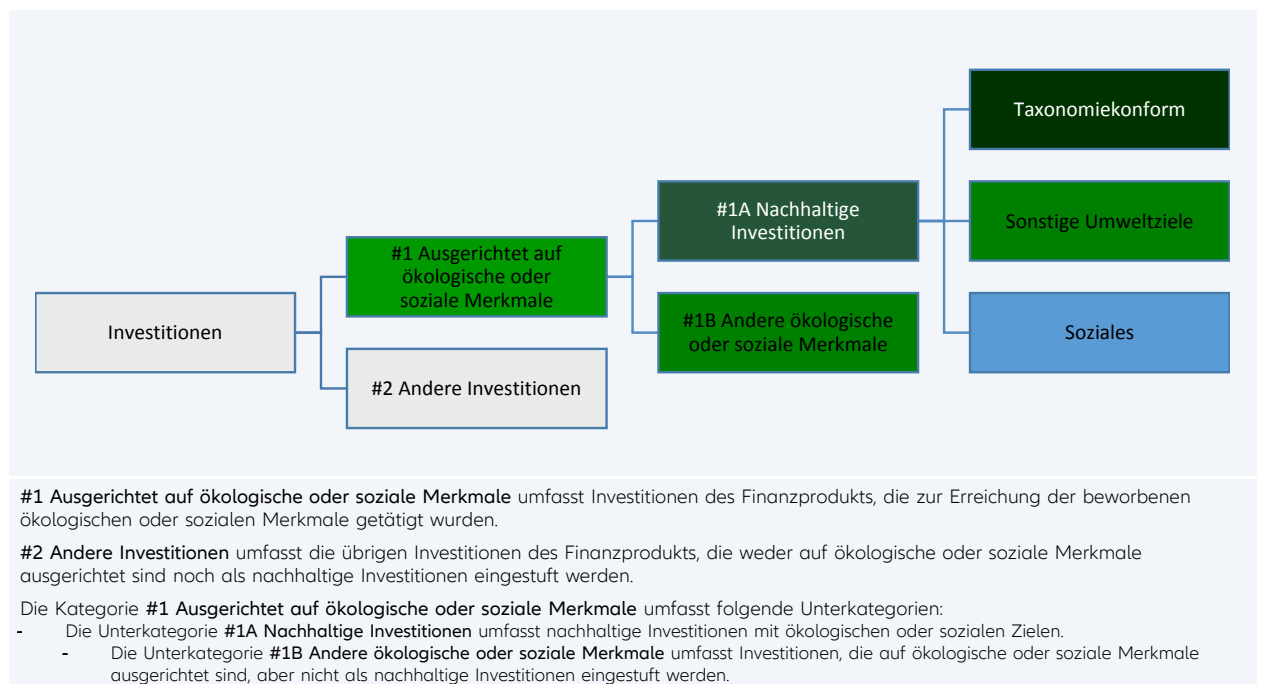 Taxonomiekonform
#1A Nachhaltige
Investitionen
Sonstige Umweltziele
#1 Ausgerichtet auf
ökologische oder
soziale Merkmale
Investitionen
#1B Andere ökologische
oder soziale Merkmale
Soziales
#2 Andere Investitionen
#1 Ausgerichtet auf ökologische oder soziale Merkmale umfasst Investitionen des Finanzprodukts, die zur Erreichung der beworbenen
ökologischen oder sozialen Merkmale getätigt wurden.
#2 Andere Investitionen umfasst die übrigen Investitionen des Finanzprodukts, die weder auf ökologische oder soziale Merkmale
ausgerichtet sind noch als nachhaltige Investitionen eingestuft werden.
Die Kategorie #1 Ausgerichtet auf ökologische oder soziale Merkmale umfasst folgende Unterkategorien:
- Die Unterkategorie #1A Nachhaltige Investitionen umfasst nachhaltige Investitionen mit ökologischen oder sozialen Zielen.
- Die Unterkategorie #1B Andere ökologische oder soziale Merkmale umfasst Investitionen, die auf ökologische oder soziale Merkmale
ausgerichtet sind, aber nicht als nachhaltige Investitionen eingestuft werden.